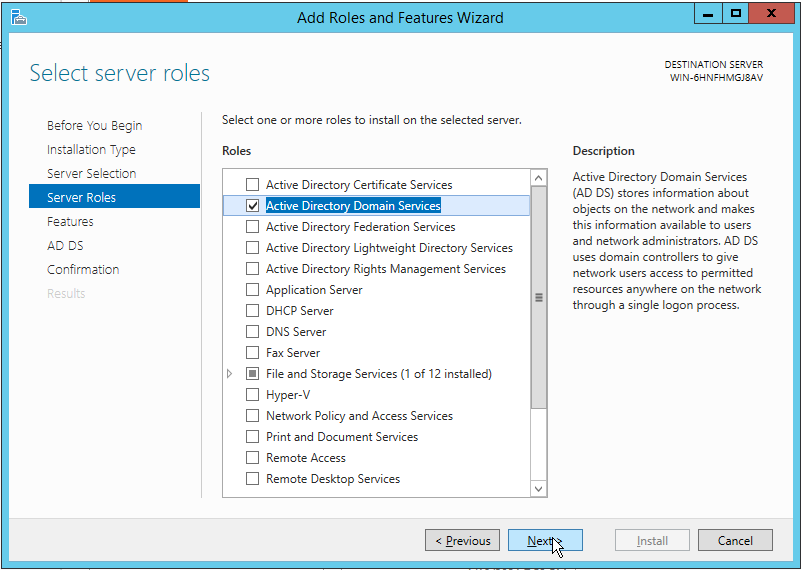 Add Roles and Features Wizard
Select server roles
DESTINATION SERVER
WIN-6HNFHMGJ8AV
Before You Begin
Installation Type
Server Selection
Server Roles
Features
AD DS
Confirmation
Results
Select one or more roles to install on the selected server.
Roles
Active Directory Certificate Services
Active Directory Domain Services
Active Directory Federation Services
Active Directory Lightweight Directory Services
Active Directory Rights Management Services
Application Server
DHCP Server
DNS Server
Fax Server
File and Storage Services (1 of 12 installed)
Hyper-V
Network Policy and Access Services
Print and Document Services
Remote Access
Remote Desktop Services
Description
Active Directory Domain Services
(AD DS) stores information about
objects on the network and makes
this information available to users
and network administrators. AD DS
uses domain controllers to give
network users access to permitted
resources anywhere on the network
through a single logon process.
< Previous
Next >
Install
Cancel